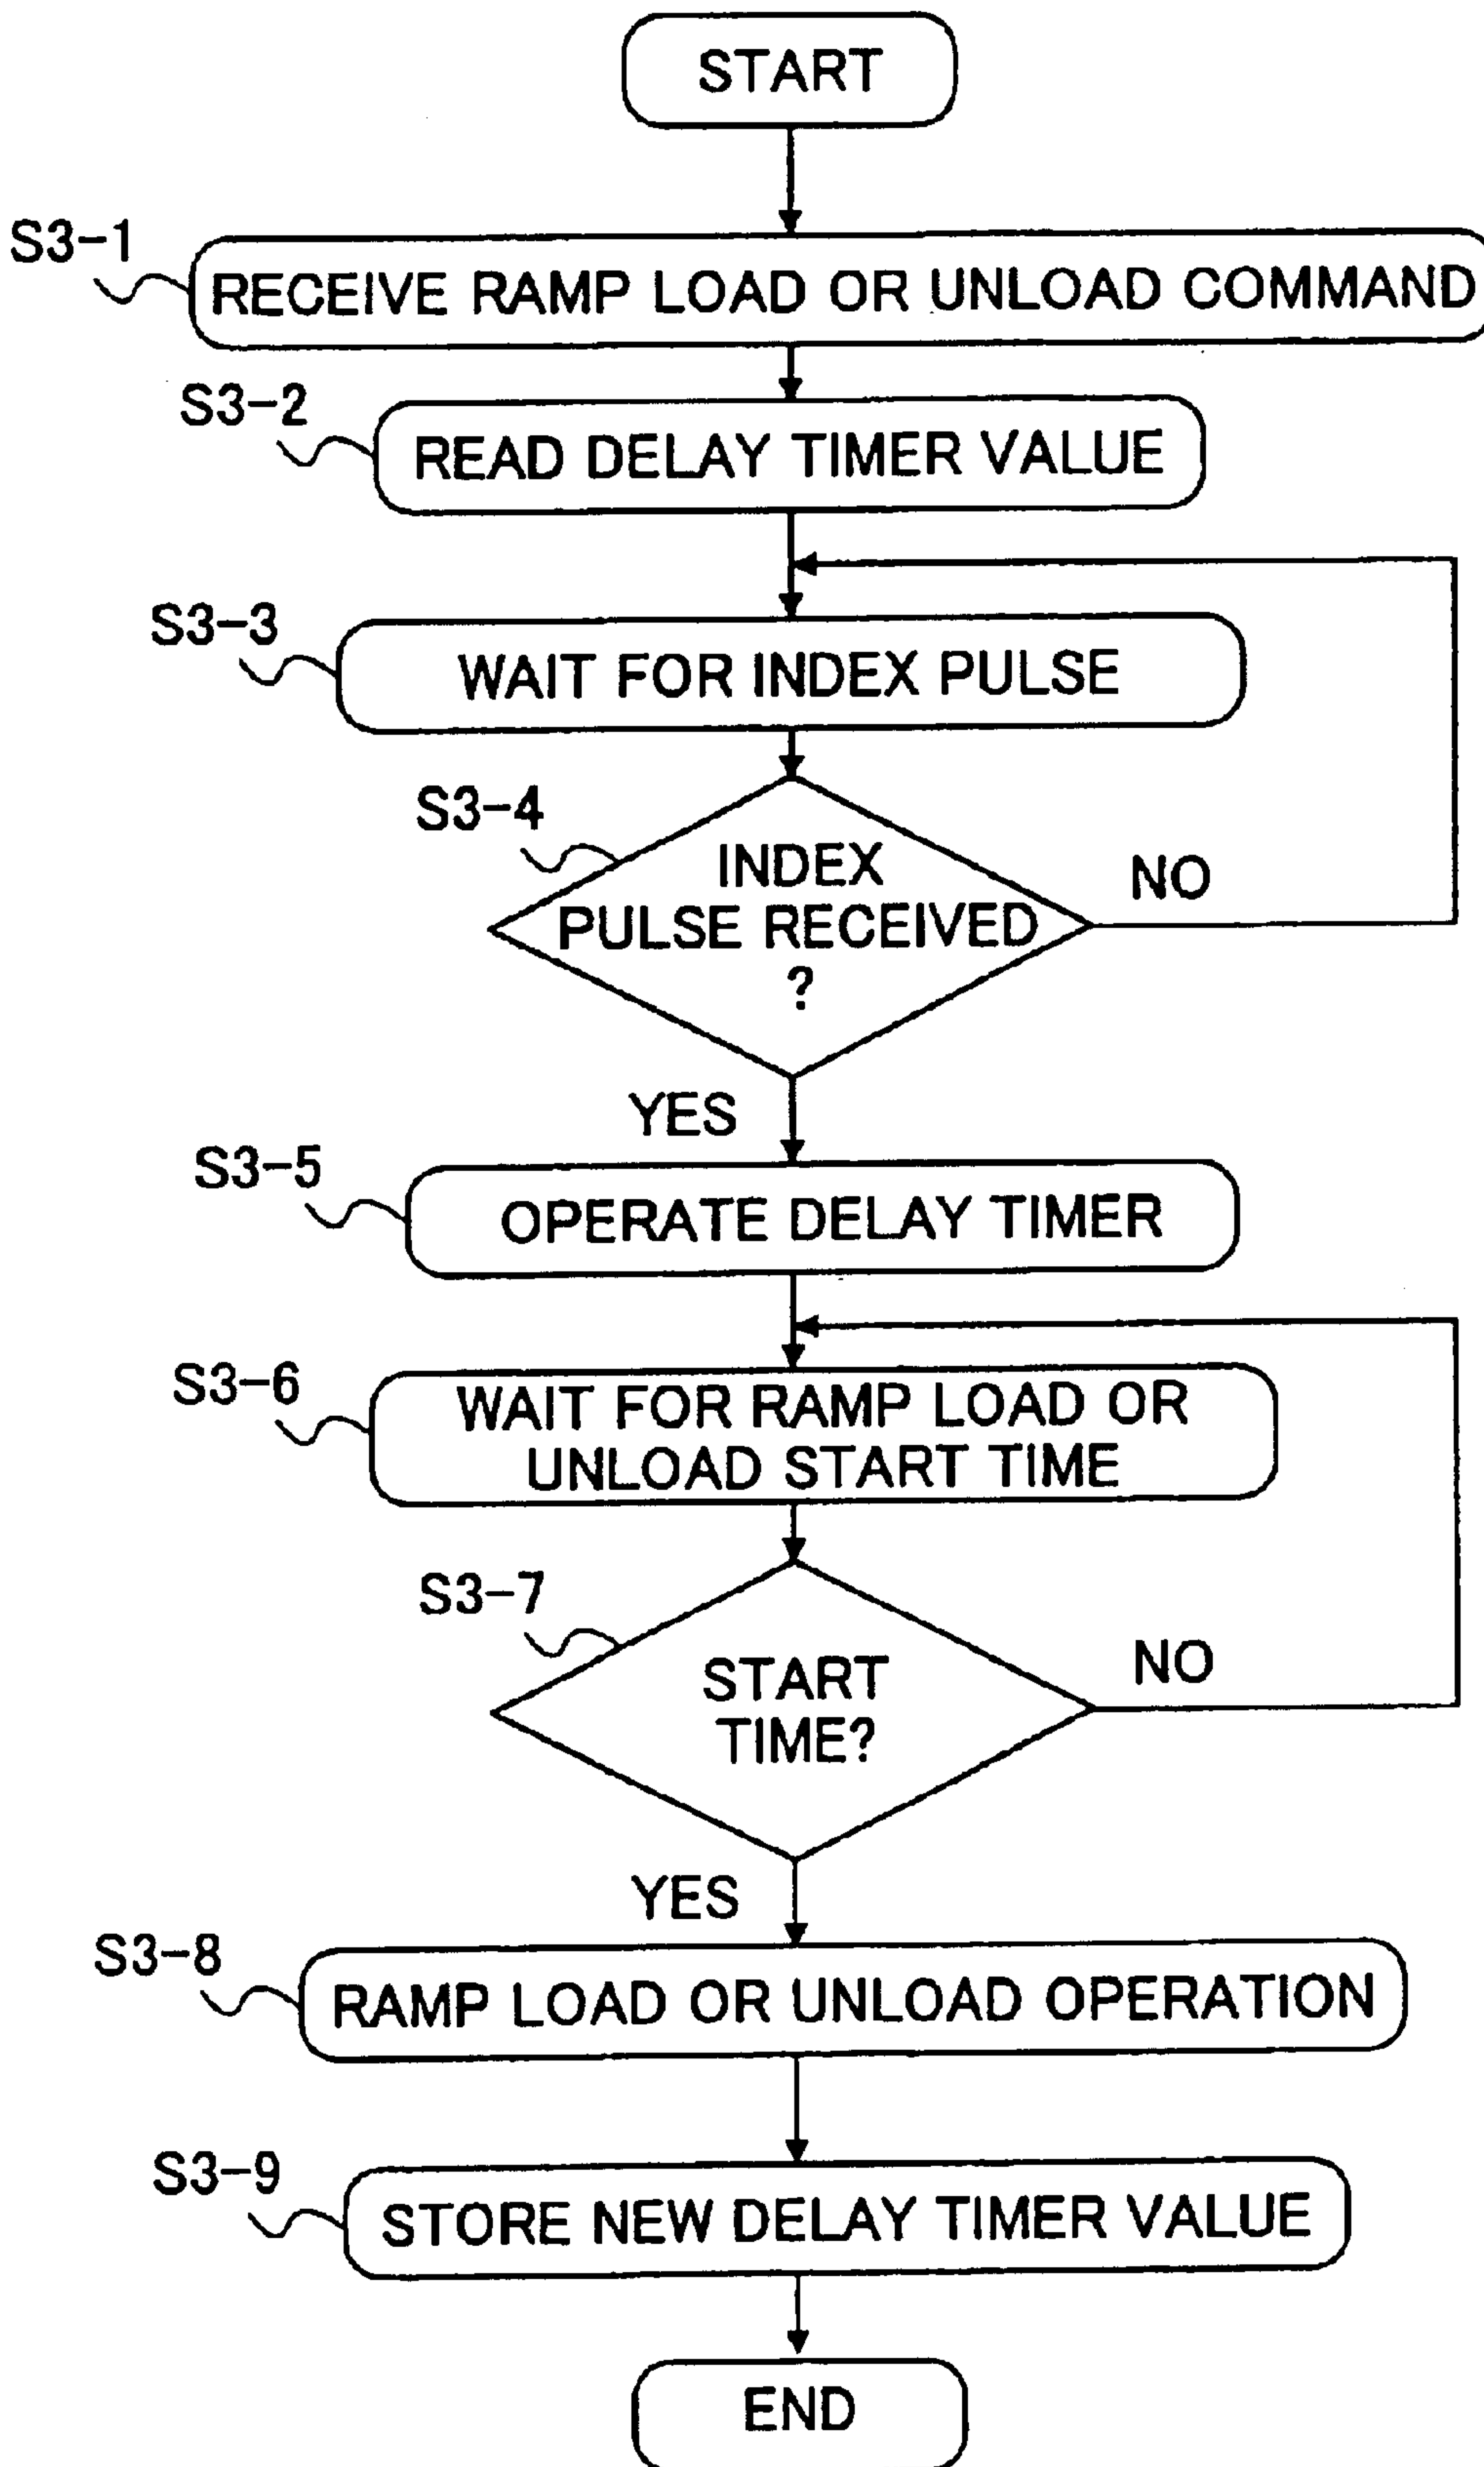 START
S3-1
RECEIVE RAMP LOAD OR UNLOAD COMMAND
S3-2
READ DELAY TIMER VALUE
S3-3
WAIT FOR INDEX PULSE
S3-4
INDEX
PULSE RECEIVED
?
NO
YES
S3-5
OPERATE DELAY TIMER
S3-6
WAIT FOR RAMP LOAD OR
UNLOAD START TIME
S3-7
START
TIME?
NO
YES
S3-8
RAMP LOAD OR UNLOAD OPERATION
S3-9
STORE NEW DELAY TIMER VALUE
END